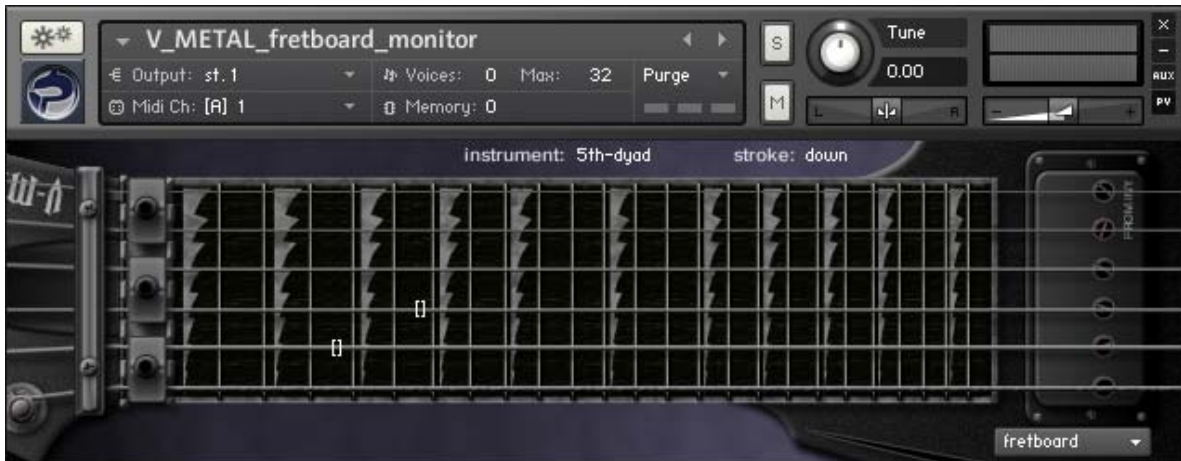 V_METAL_fretboard_monitor
Output: st. 1 Voices: 0 Max: 32 Purge
Midi Ch: [A] 1 Memory: 0
S
M
Tune
0.00
L R
- +
×
-
AUX
PV
instrument: 5th-dyad stroke: down
V-M
[]
[]
fretboard